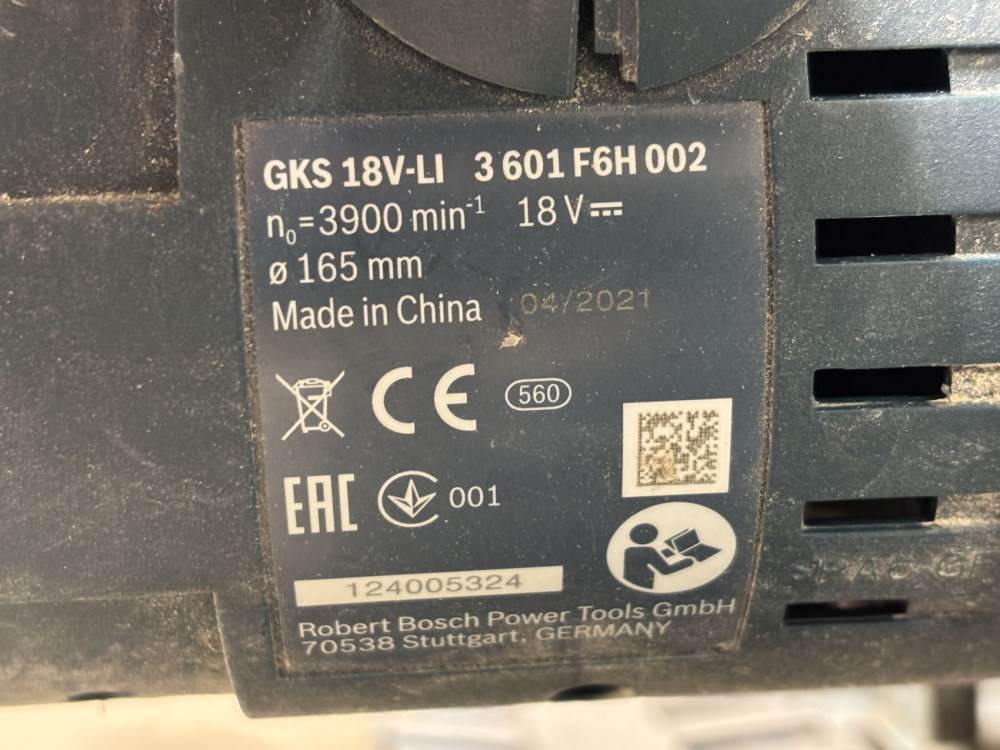 GKS 18V-LI 3 601 F6H 002
n₀=3900 min⁻¹ 18 V⎓
ø 165 mm
Made in China 04/2021
CE 560
EAC 001
124005324
Robert Bosch Power Tools GmbH
70538 Stuttgart, GERMANY